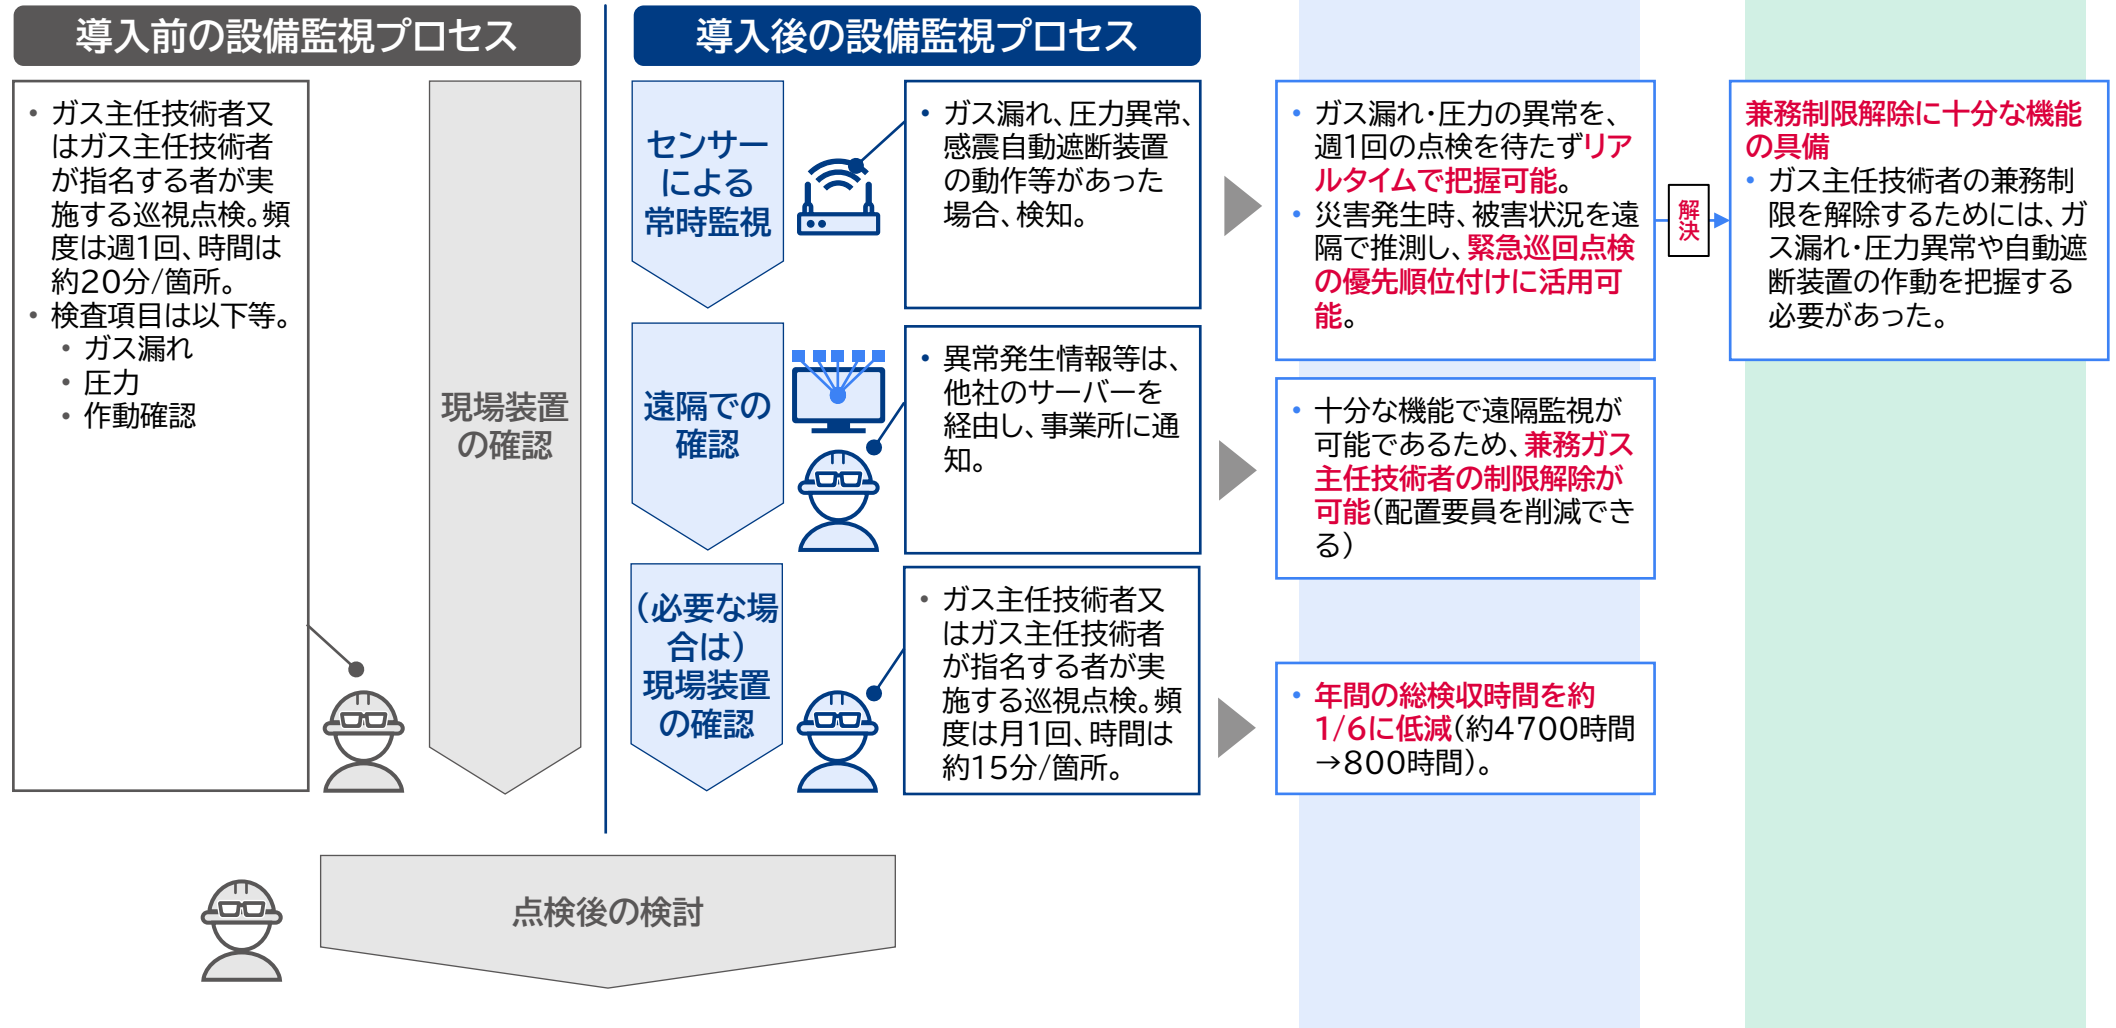 導入前の設備監視プロセス
・ガス主任技術者又
はガス主任技術者
が指名する者が実
施する巡視点検。頻
度は週1回、時間は
約20分/箇所。
・検査項目は以下等。
・ガス漏れ
・圧力
・作動確認
現場装置
の確認
導入後の設備監視プロセス
センサー
による
常時監視
・ガス漏れ、圧力異常、
感震自動遮断装置
の動作等があった
場合、検知。
・ガス漏れ・圧力の異常を、
週1回の点検を待たずリア
ルタイムで把握可能。
・災害発生時、被害状況を遠
隔で推測し、緊急巡回点検
の優先順位付けに活用可
能。
解
決
兼務制限解除に十分な機能
の具備
・ガス主任技術者の兼務制
限を解除するためには、ガ
ス漏れ・圧力異常や自動遮
断装置の作動を把握する
必要があった。
遠隔での
確認
・異常発生情報等は、
他社のサーバーを
経由し、事業所に通
知。
・十分な機能で遠隔監視が
可能であるため、兼務ガス
主任技術者の制限解除が
可能(配置要員を削減でき
る)
(必要な場
合は)
現場装置
の確認
・ガス主任技術者又
はガス主任技術者
が指名する者が実
施する巡視点検。頻
度は月1回、時間は
約15分/箇所。
・年間の総検収時間を約
1/6に低減(約4700時間
→800時間)。
点検後の検討